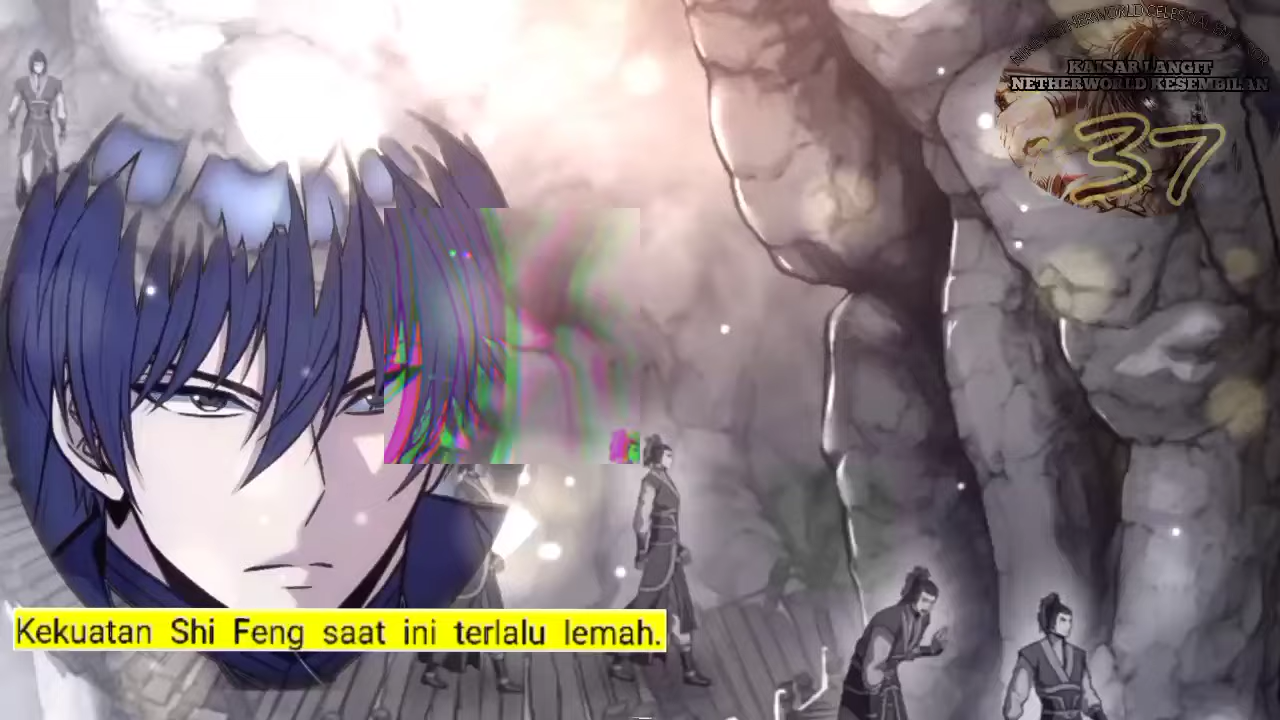 KAISAR LANGIT
NETHERWORLD KESEMBILAN
37
Kekuatan Shi Feng saat ini terlalu lemah.